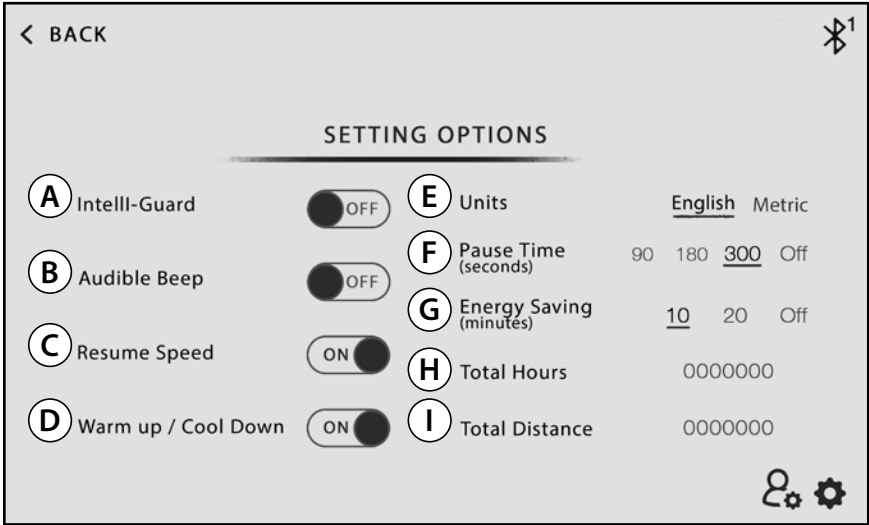 BACK
1
SETTING OPTIONS
A IntellI-Guard OFF
B Audible Beep OFF
C Resume Speed ON
D Warm up / Cool Down ON
E Units English Metric
F Pause Time 90 180 300 Off
(seconds)
G Energy Saving 10 20 Off
(minutes)
H Total Hours 0000000
I Total Distance 0000000